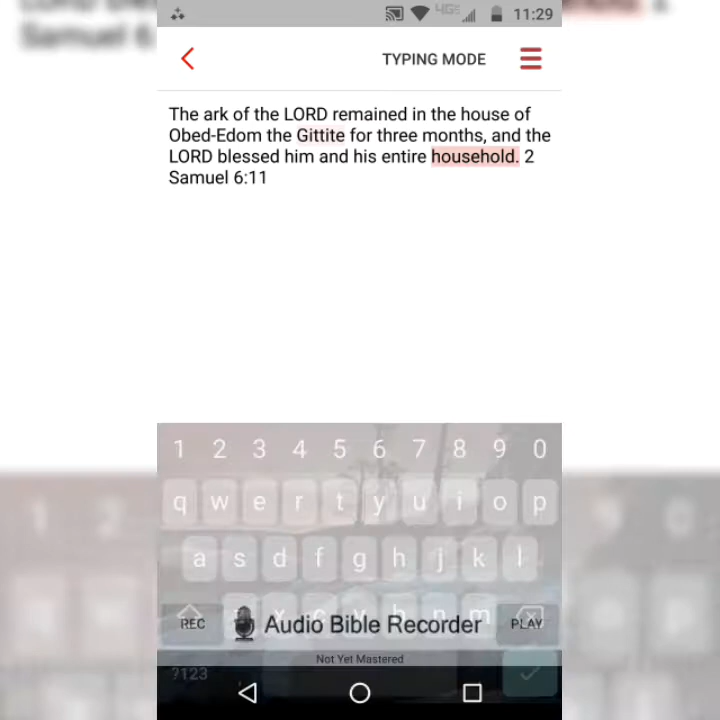 11:29
TYPING MODE
The ark of the LORD remained in the house of
Obed-Edom the Gittite for three months, and the
LORD blessed him and his entire household. 2
Samuel 6:11
1 2 3 4 5 6 7 8 9 0
q w e r t y u i o p
a s d f g h j k l
REC Audio Bible Recorder PLAY
Not Yet Mastered
?123